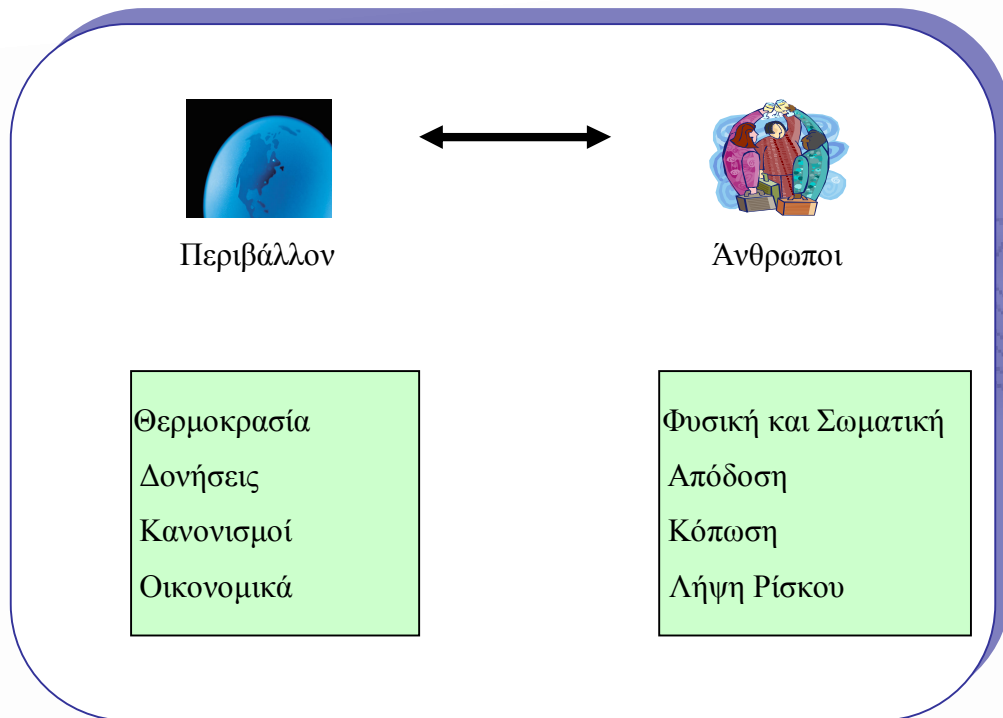 Περιβάλλον
Άνθρωποι
Θερμοκρασία
Δονήσεις
Κανονισμοί
Οικονομικά
Φυσική και Σωματική
Απόδοση
Κόπωση
Λήψη Ρίσκου